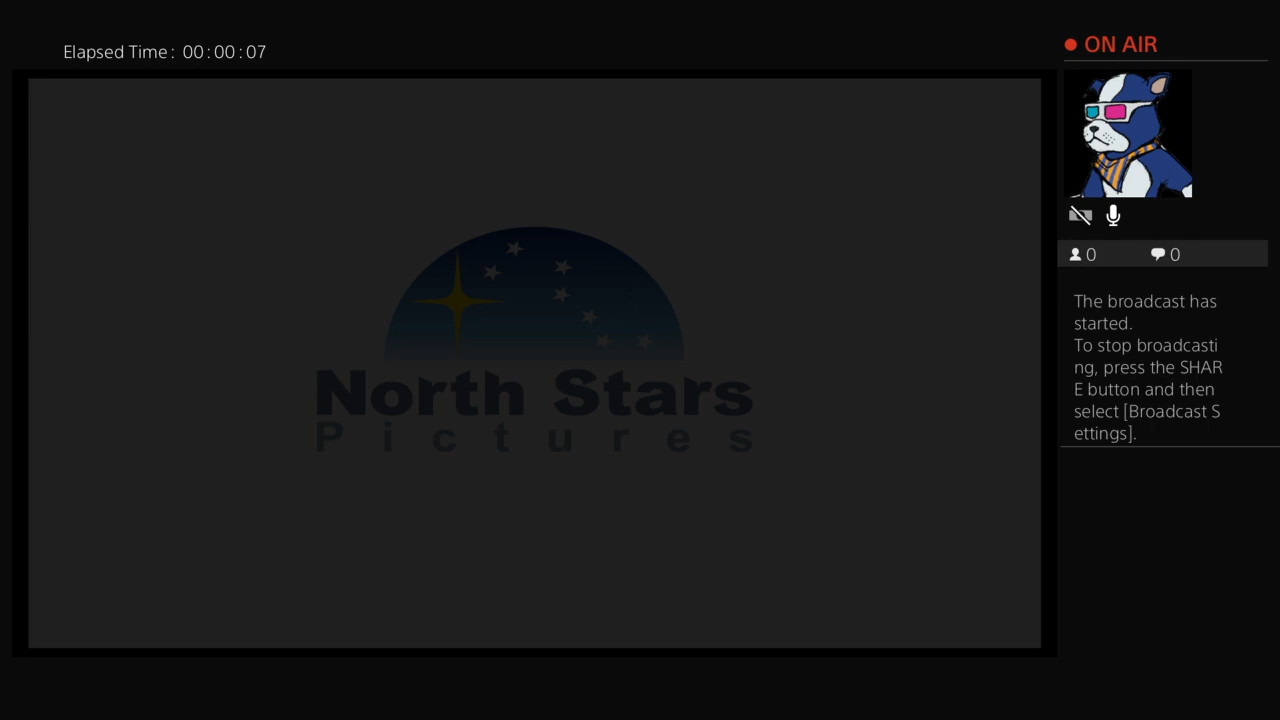 Elapsed Time: 00:00:07
ON AIR
0 0
North Stars
Pictures
The broadcast has
started.
To stop broadcasti
ng, press the SHAR
E button and then
select [Broadcast S
ettings].